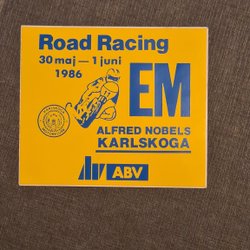 Road Racing
30 maj — 1 juni
1986
EM
ALFRED NOBELS
KARLSKOGA
ABV